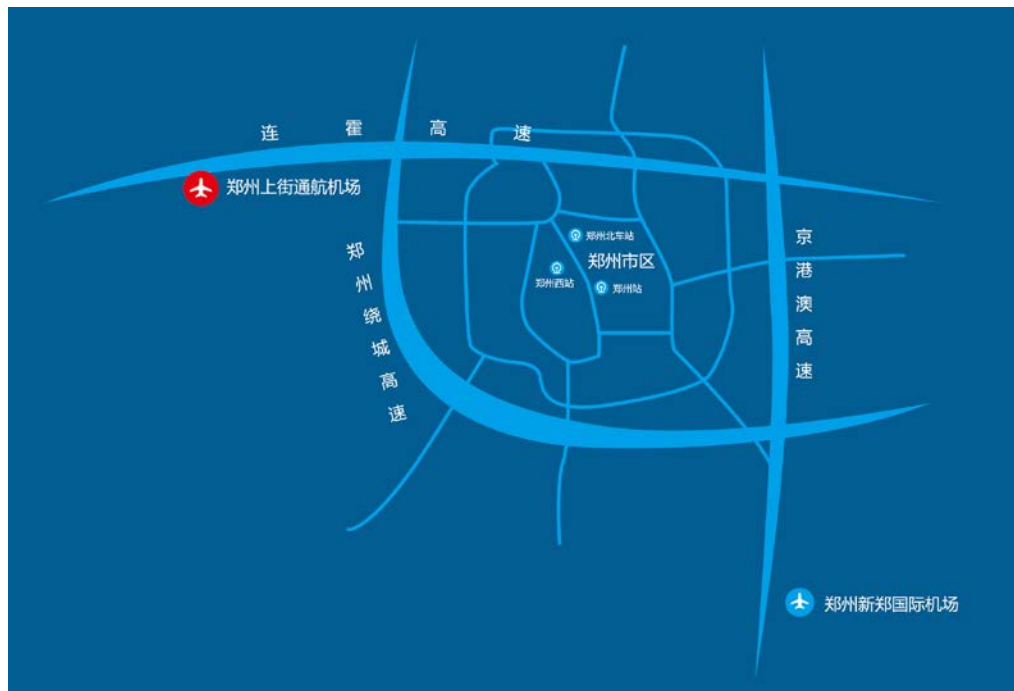 连霍高速
郑州上街通航机场
郑州绕城高速
郑州北车站
郑州市区
郑州西站
郑州站
京港澳高速
郑州新郑国际机场